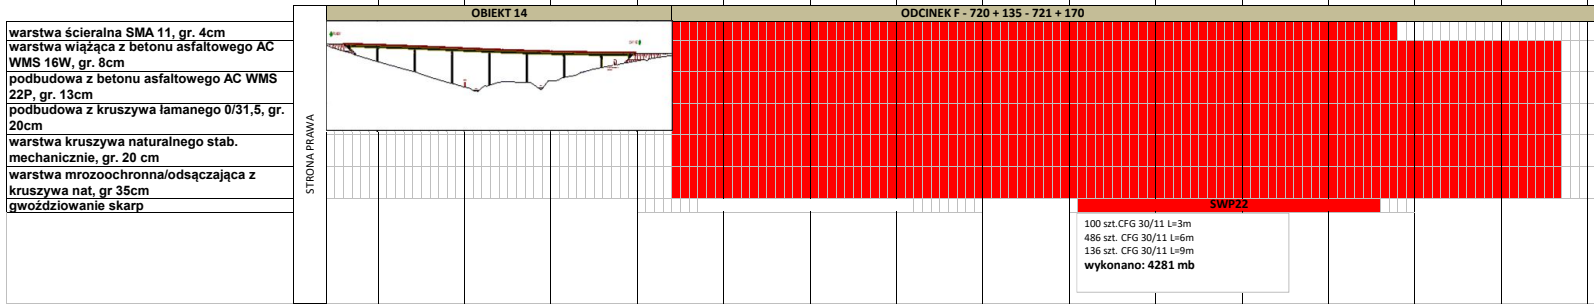 OBIEKT 14
ODCINEK F - 720 + 135 - 721 + 170
warstwa ścieralna SMA 11, gr. 4cm
warstwa wiążąca z betonu asfaltowego AC
WMS 16W, gr. 8cm
podbudowa z betonu asfaltowego AC WMS
22P, gr. 13cm
podbudowa z kruszywa łamanego 0/31,5, gr.
20cm
warstwa kruszywa naturalnego stab.
mechanicznie, gr. 20 cm
warstwa mrozoochronna/odsączająca z
kruszywa nat, gr 35cm
gwoździowanie skarp
STRONA PRAWA
SWP22
100 szt.CFG 30/11 L=3m
486 szt. CFG 30/11 L=6m
136 szt. CFG 30/11 L=9m
wykonano: 4281 mb